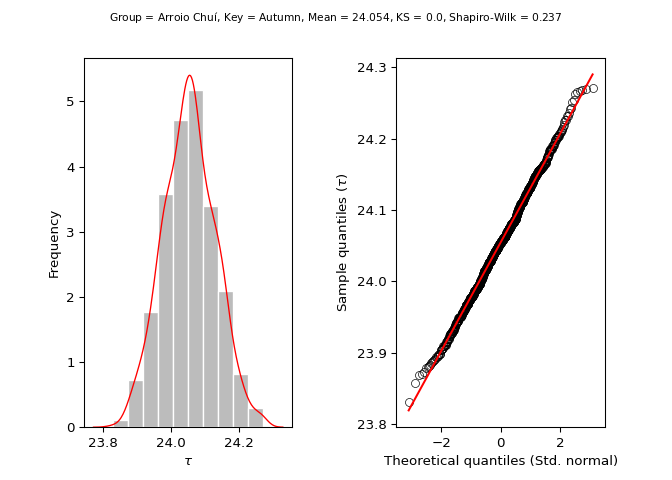 Group = Arroio Chuí, Key = Autumn, Mean = 24.054, KS = 0.0, Shapiro-Wilk = 0.237
Frequency
5
4
3
2
1
0
23.8 24.0 24.2
τ
Sample quantiles (τ)
24.3
24.2
24.1
24.0
23.9
23.8
−2 0 2
Theoretical quantiles (Std. normal)